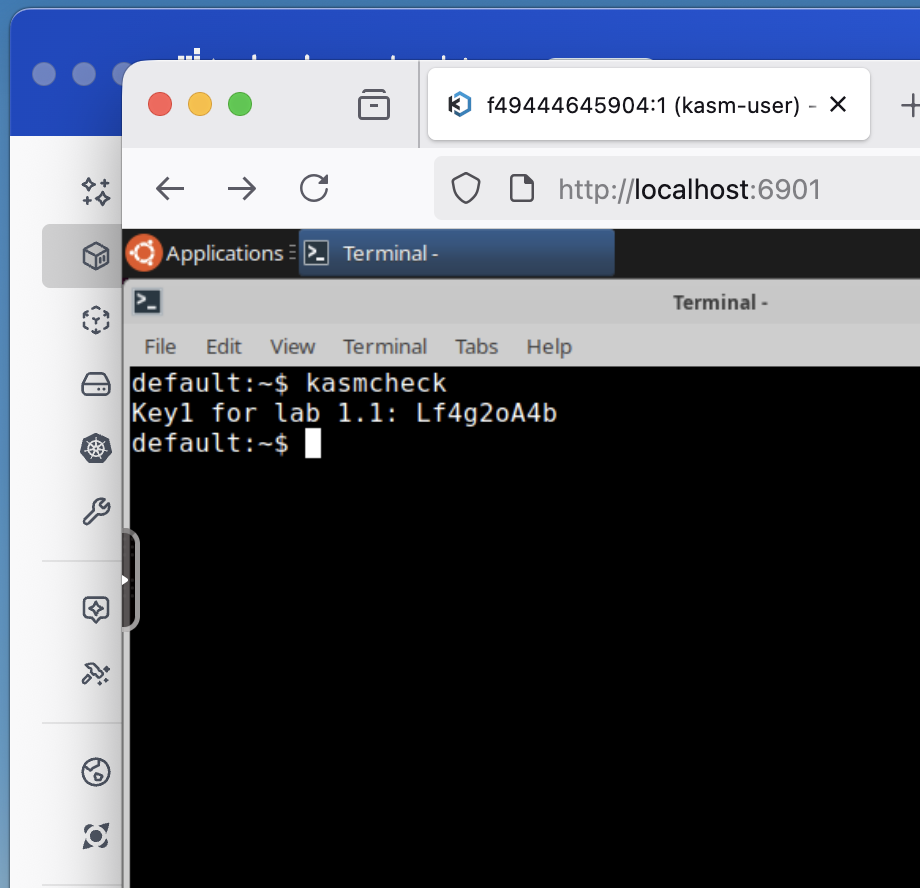 f49444645904:1 (kasm-user) -
http://localhost:6901
Applications
Terminal -
Terminal -
File Edit View Terminal Tabs Help
default:~$ kasmcheck
Key1 for lab 1.1: Lf4g2oA4b
default:~$